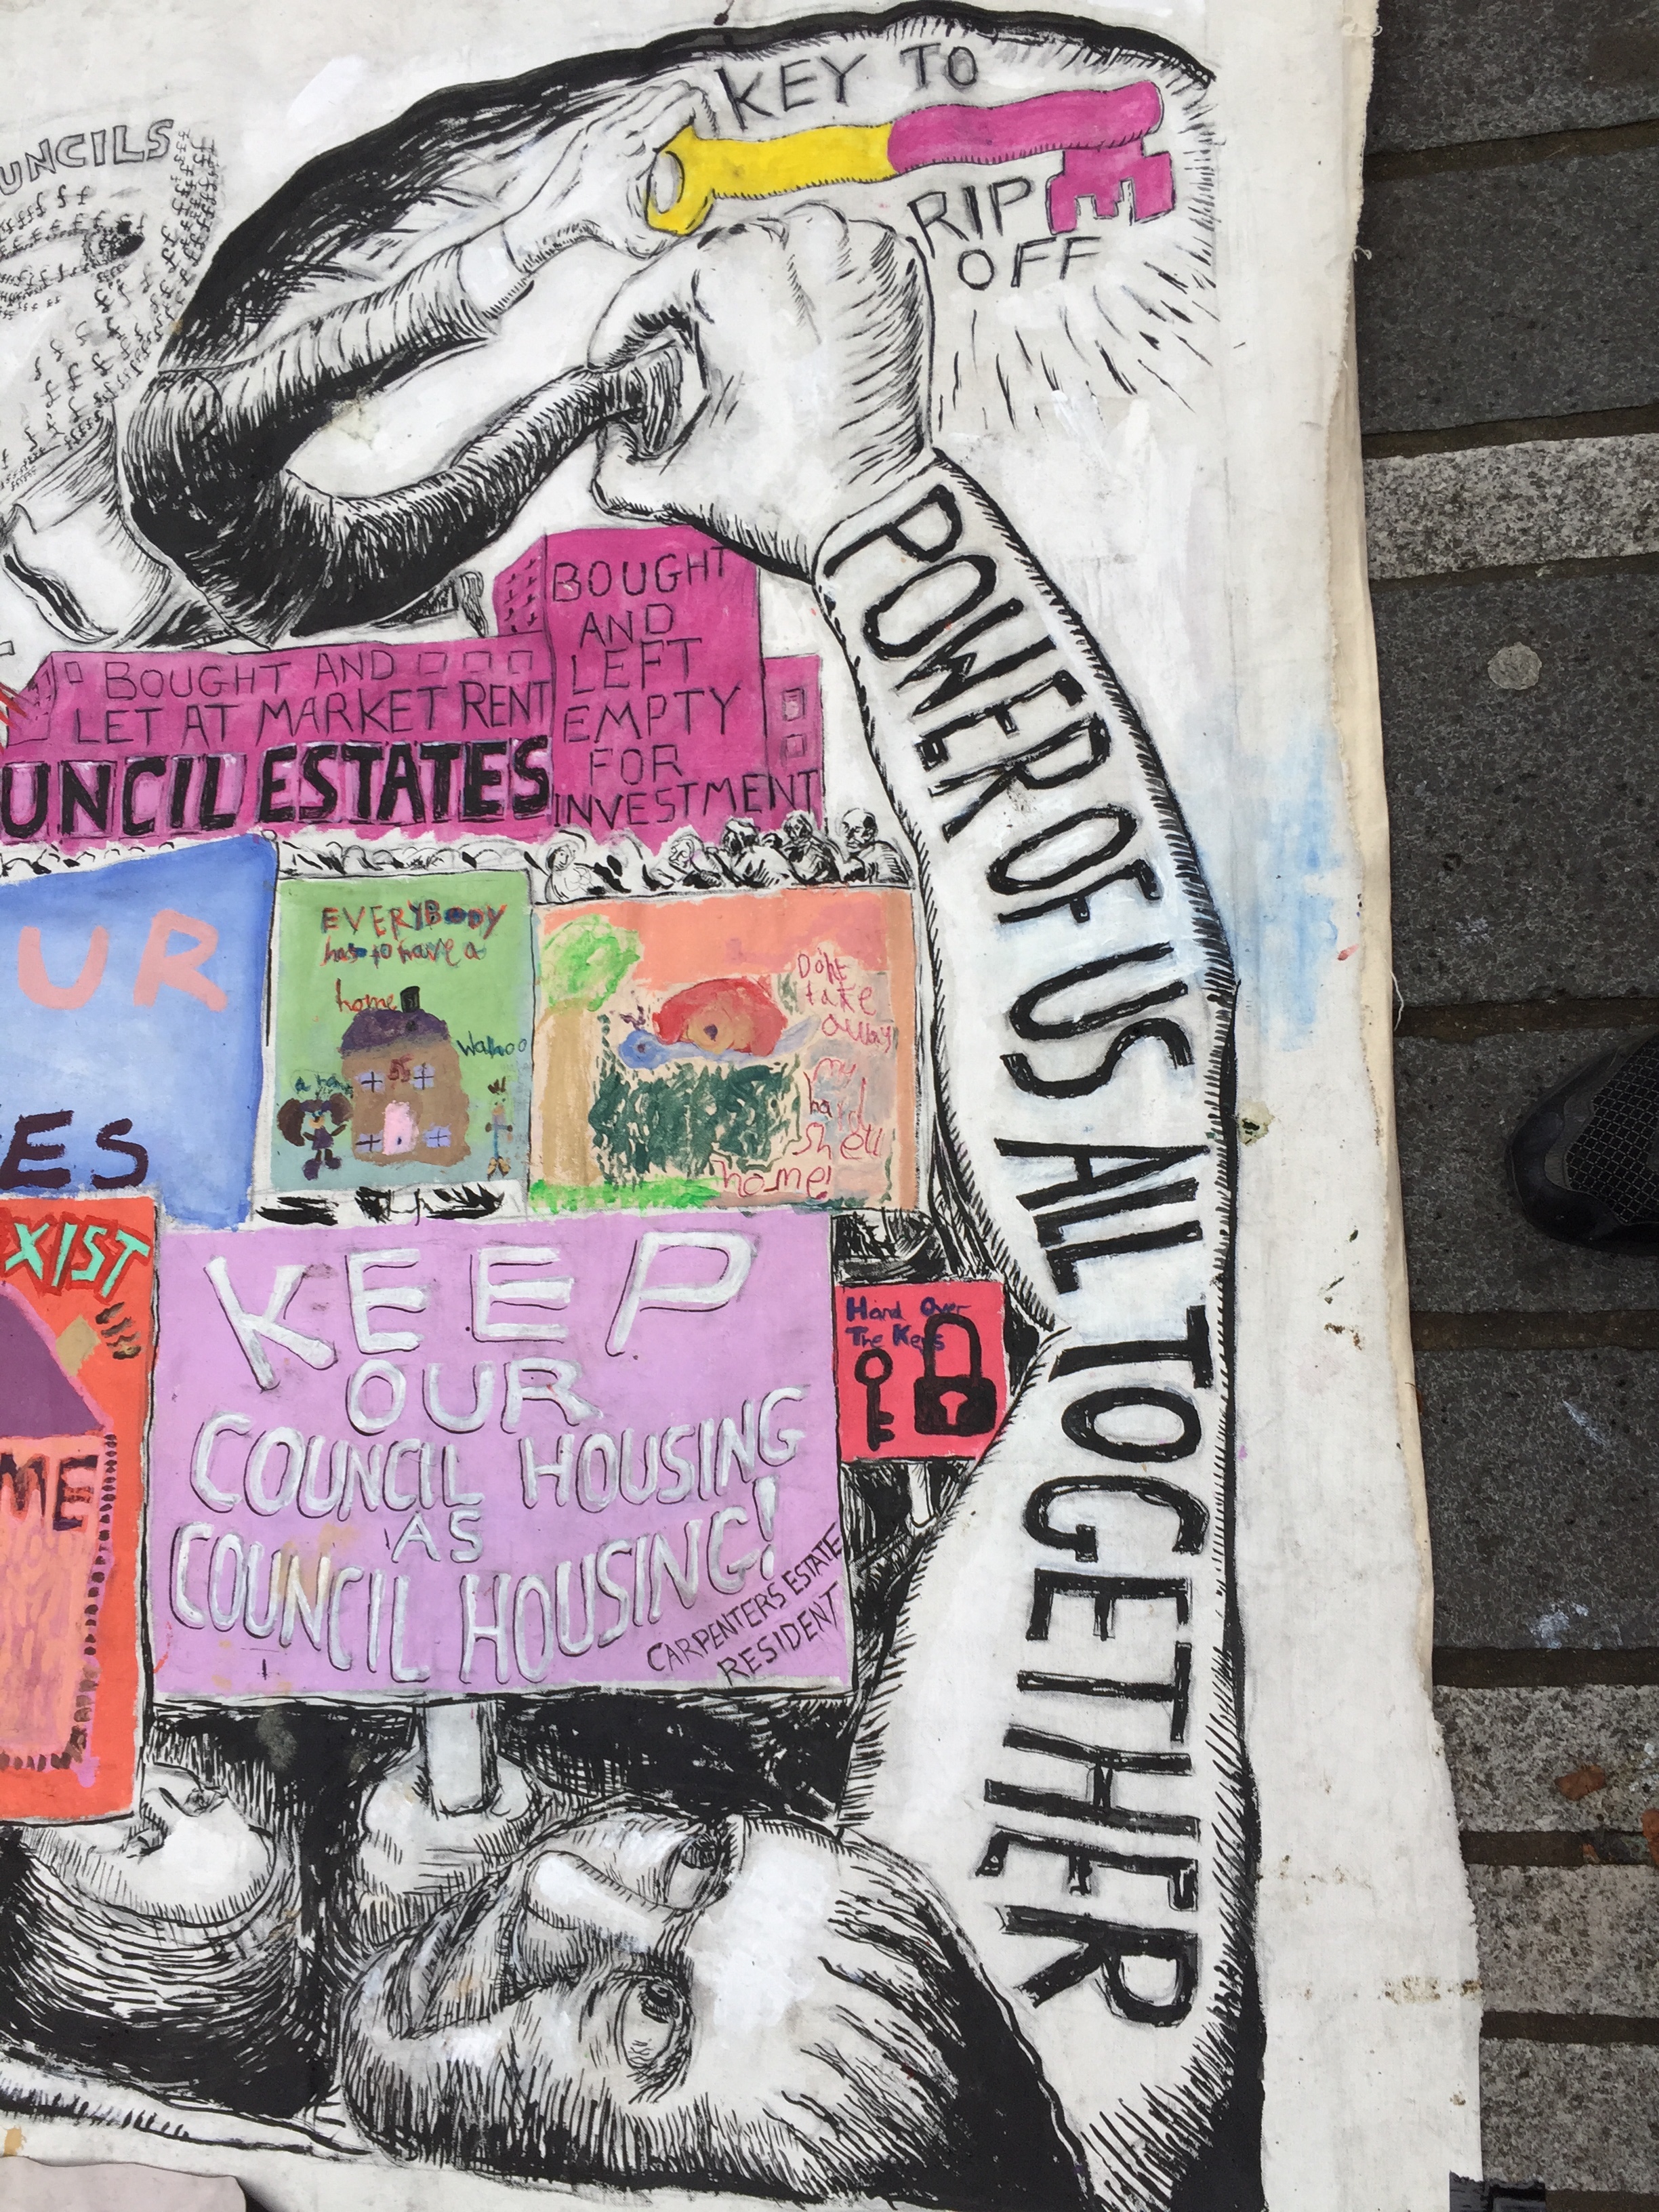 UNCILS
KEY TO
RIP
OFF
POWER OF US ALL TOGETHER
BOUGHT AND
LET AT MARKET RENT
BOUGHT
AND
LEFT
EMPTY
FOR
INVESTMENT
UNCIL ESTATES
UR
ES
EVERYBODY
has to have a
home
Wahoo
Dont
take
away
my
hard
shell
home!
XIST
ME
KEEP
OUR
COUNCIL HOUSING
AS
COUNCIL HOUSING!
CARPENTERS ESTATE
RESIDENT
Hand Over
The Keys